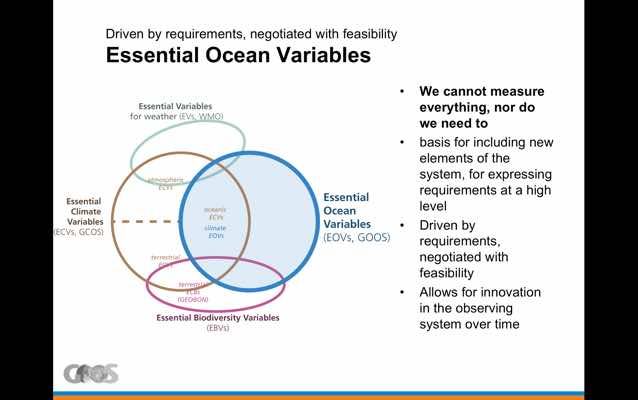 Driven by requirements, negotiated with feasibility
Essential Ocean Variables
Essential Variables
for weather (EVs, WMO)
atmospheric
ECVs
Essential
Climate
Variables
(ECVs, GCOS)
oceanic
ECVs
climate
EOVs
Essential
Ocean
Variables
(EOVs, GOOS)
terrestrial
(GEOBON)
Essential Biodiversity Variables
(EBVs)
• We cannot measure
everything, nor do
we need to
• basis for including new
elements of the
system, for expressing
requirements at a high
level
• Driven by
requirements,
negotiated with
feasibility
• Allows for innovation
in the observing
system over time
GOOS